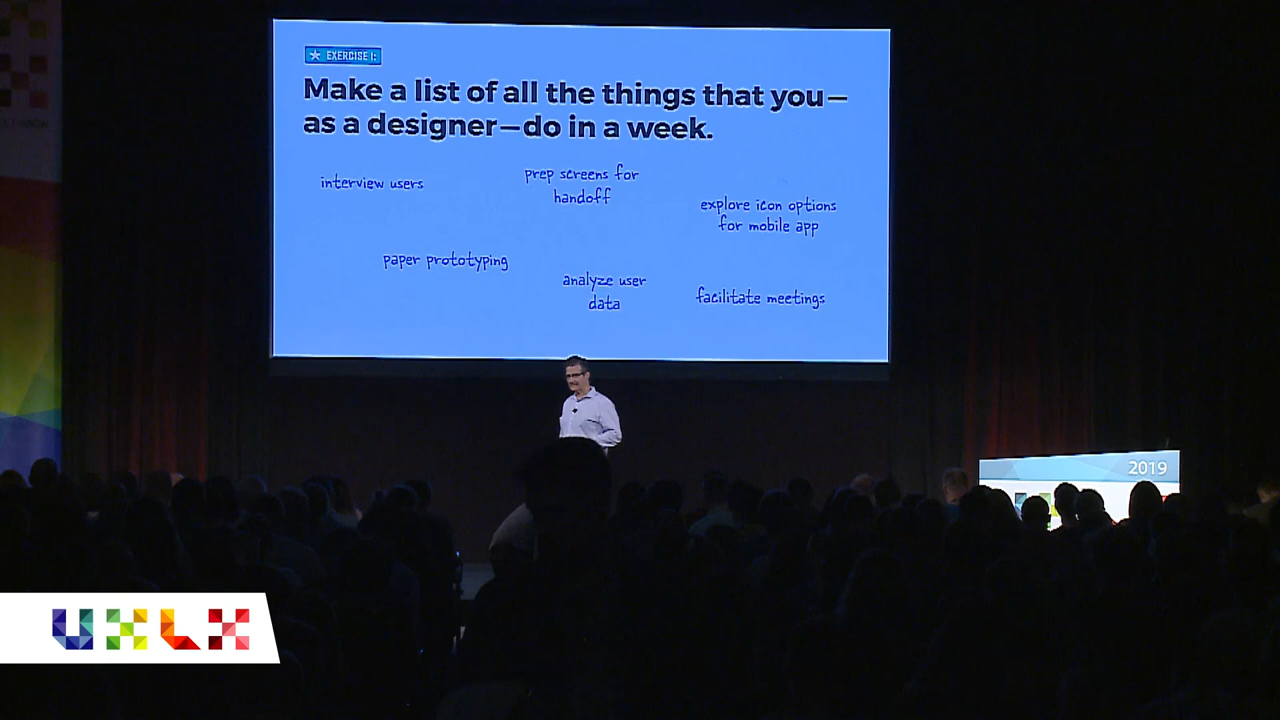 EXERCISE 1:
Make a list of all the things that you—
as a designer—do in a week.
interview users
prep screens for
handoff
explore icon options
for mobile app
paper prototyping
analyze user
data
facilitate meetings
2019
UXLX